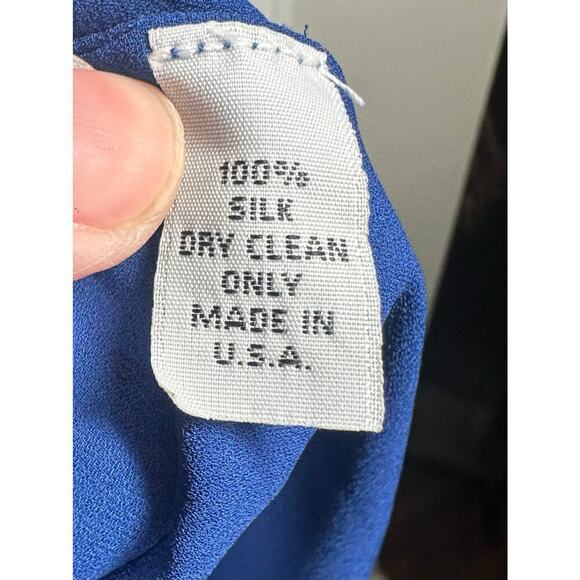 100%
SILK
DRY CLEAN
ONLY
MADE IN
U.S.A.